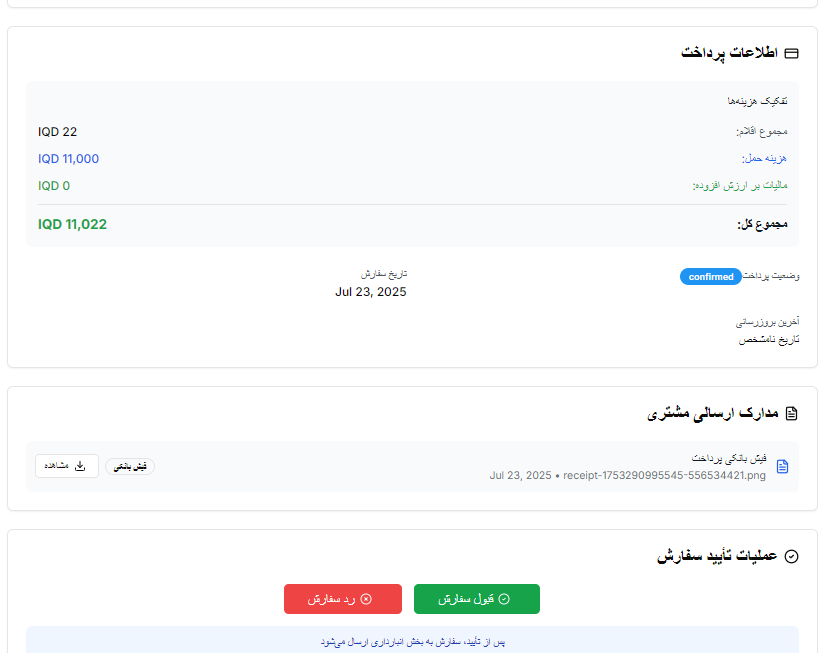 اطلاعات پرداخت
تفکیک هزینه‌ها
مجموع اقلام: IQD 22
هزینه حمل: IQD 11,000
مالیات بر ارزش افزوده: IQD 0
مجموع کل: IQD 11,022
وضعیت پرداخت confirmed
تاریخ سفارش
Jul 23, 2025
آخرین بروزرسانی
تاریخ نامشخص
مدارک ارسالی مشتری
فیش بانکی پرداخت
Jul 23, 2025 • receipt-1753290995545-556534421.png
فیش بانکی
مشاهده
عملیات تأیید سفارش
قبول سفارش
رد سفارش
پس از تأیید، سفارش به بخش انبارداری ارسال می‌شود